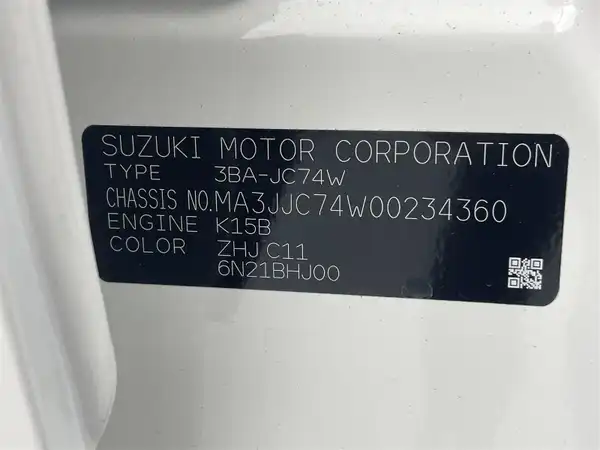 SUZUKI MOTOR CORPORATION
TYPE 3BA-JC74W
CHASSIS NO. MA3JJC74W00234360
ENGINE K15B
COLOR ZHJ C11
6N21BHJ00